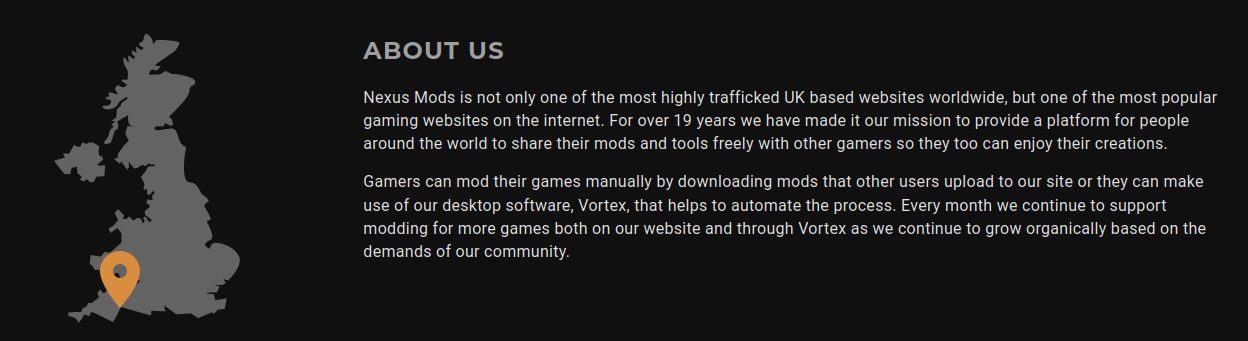 ABOUT US
Nexus Mods is not only one of the most highly trafficked UK based websites worldwide, but one of the most popular
gaming websites on the internet. For over 19 years we have made it our mission to provide a platform for people
around the world to share their mods and tools freely with other gamers so they too can enjoy their creations.
Gamers can mod their games manually by downloading mods that other users upload to our site or they can make
use of our desktop software, Vortex, that helps to automate the process. Every month we continue to support
modding for more games both on our website and through Vortex as we continue to grow organically based on the
demands of our community.